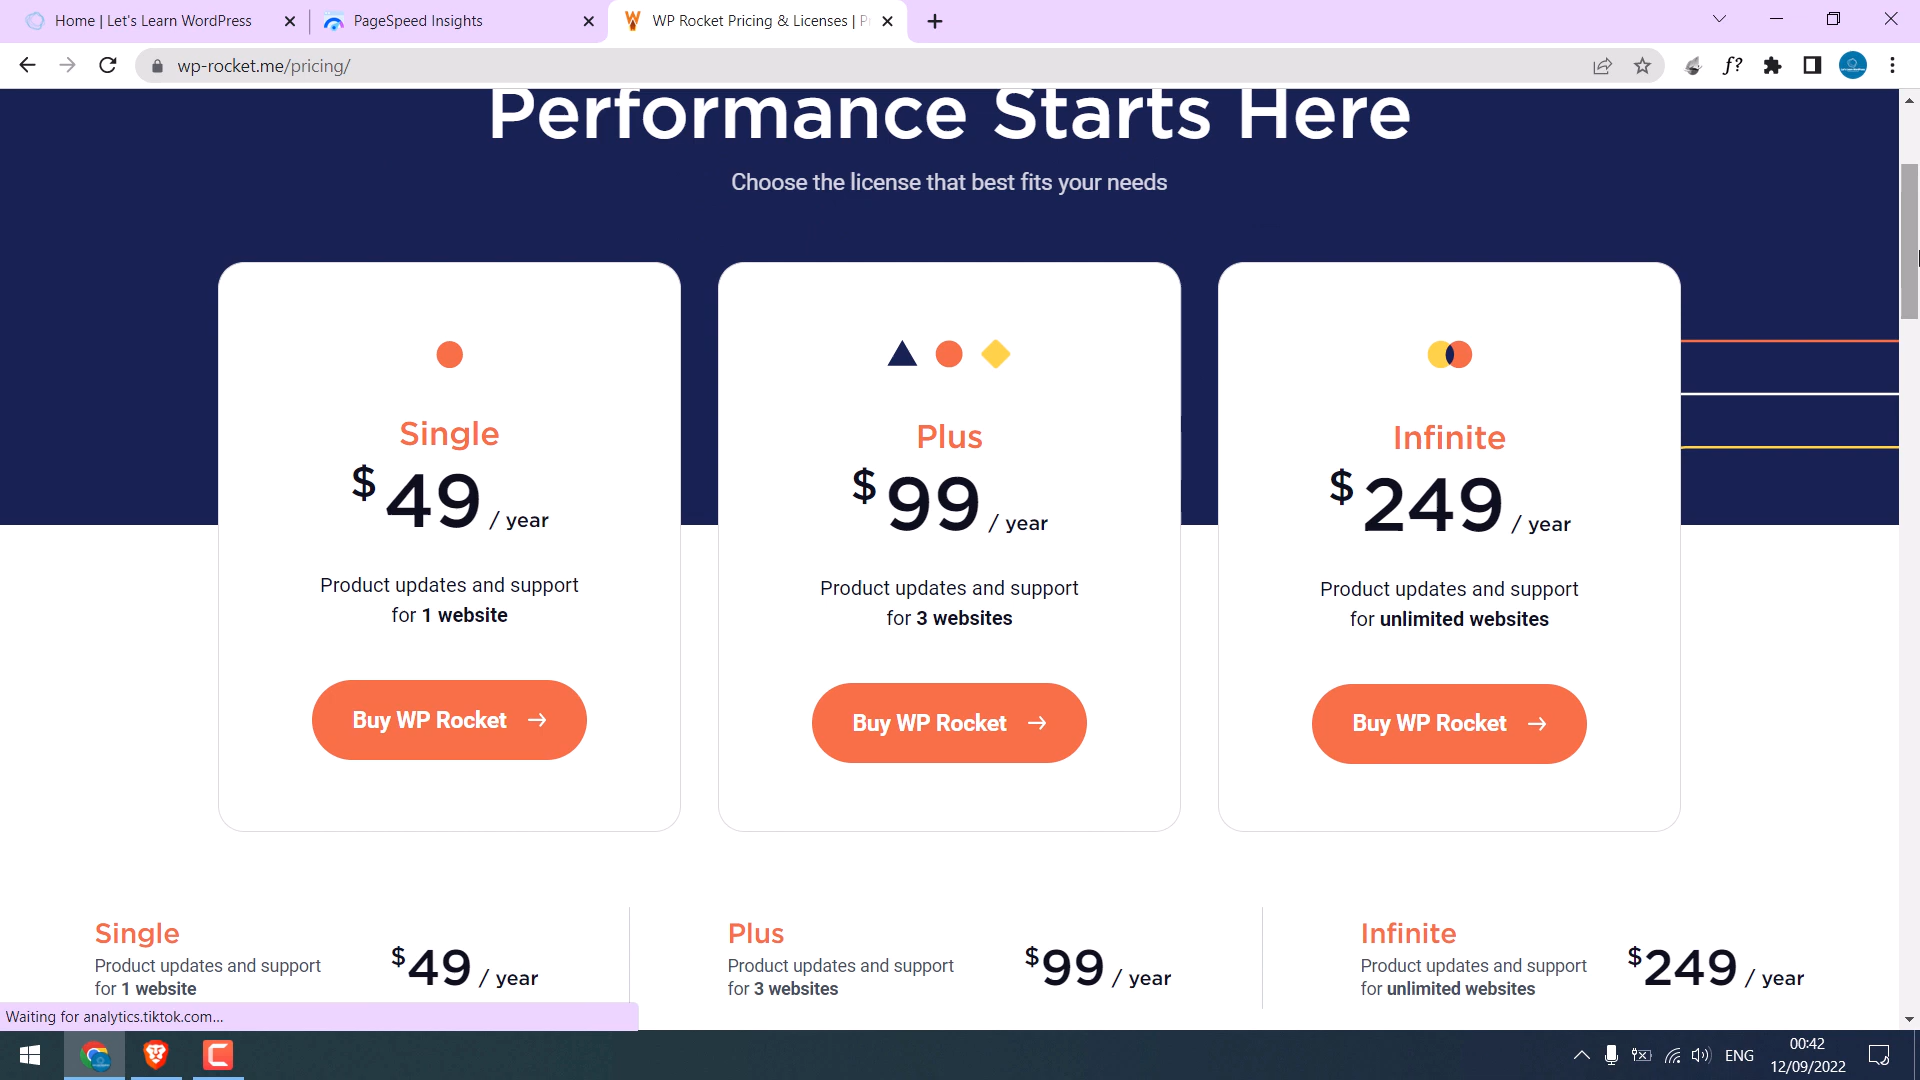 Home | Let's Learn WordPress
PageSpeed Insights
WP Rocket Pricing & Licenses | P
wp-rocket.me/pricing/
f?
Performance Starts Here
Choose the license that best fits your needs
Single
$49 / year
Product updates and support
for 1 website
Buy WP Rocket →
Plus
$99 / year
Product updates and support
for 3 websites
Buy WP Rocket →
Infinite
$249 / year
Product updates and support
for unlimited websites
Buy WP Rocket →
Single
Product updates and support
for 1 website
$49 / year
Plus
Product updates and support
for 3 websites
$99 / year
Infinite
Product updates and support
for unlimited websites
$249 / year
Waiting for analytics.tiktok.com...
ENG
00:42
12/09/2022